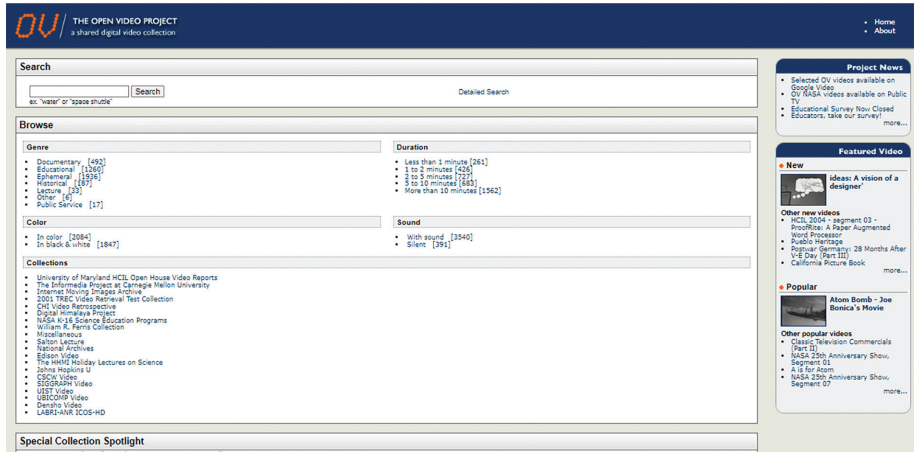 OV/ THE OPEN VIDEO PROJECT
a shared digital video collection
• Home
• About
Search
Search
Detailed Search
ex. "water" or "space shuttle"
Browse
Genre
• Documentary [492]
• Educational [1260]
• Ephemeral [1936]
• Historical [187]
• Lecture [33]
• Other [6]
• Public Service [17]
Duration
• Less than 1 minute [261]
• 1 to 2 minutes [426]
• 2 to 5 minutes [727]
• 5 to 10 minutes [683]
• More than 10 minutes [1562]
Color
• In color [2084]
• In black & white [1847]
Sound
• With sound [3540]
• Silent [391]
Collections
• University of Maryland HCIL Open House Video Reports
• The Informedia Project at Carnegie Mellon University
• Internet Moving Images Archive
• 2001 TREC Video Retrieval Test Collection
• CHI Video Retrospective
• Digital Himalaya Project
• NASA K-16 Science Education Programs
• William R. Ferris Collection
• Miscellaneous
• Salton Lecture
• National Archives
• Edison Video
• The HHMI Holiday Lectures on Science
• Johns Hopkins U
• CSCW Video
• SIGGRAPH Video
• UIST Video
• UBICOMP Video
• Densho Video
• LABRI-ANR ICOS-HD
Special Collection Spotlight
Project News
• Selected OV videos available on
Google Video
• OV NASA videos available on Public
TV
• Educational Survey Now Closed
• Educators, take our survey!
more...
Featured Video
• New
ideas: A vision of a
designer'
Other new videos
• HCIL 2004 - segment 03 -
ProofRite: A Paper Augmented
Word Processor
• Pueblo Heritage
• Postwar Germany: 28 Months After
V-E Day (Part III)
• California Picture Book
more...
• Popular
Atom Bomb - Joe
Bonica's Movie
Other popular videos
• Classic Television Commercials
(Part II)
• NASA 25th Anniversary Show,
Segment 01
• A is for Atom
• NASA 25th Anniversary Show,
Segment 07
more...